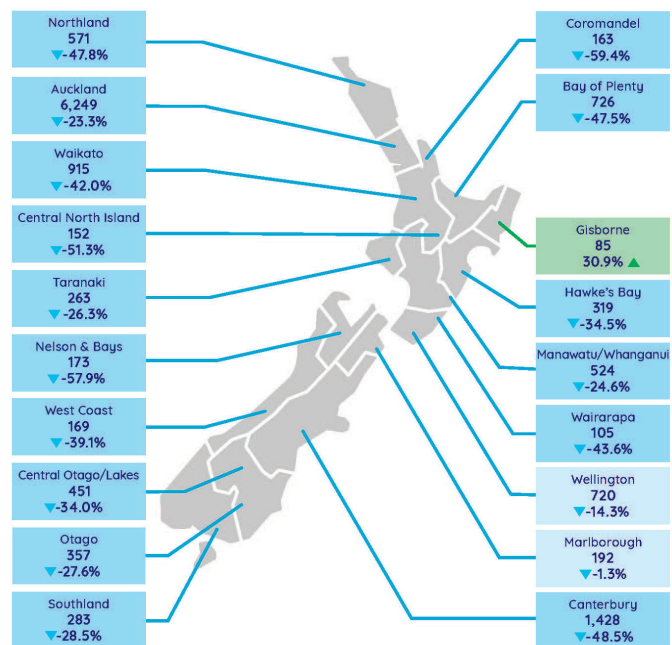 Northland
571
▼-47.8%
Auckland
6,249
▼-23.3%
Waikato
915
▼-42.0%
Central North Island
152
▼-51.3%
Taranaki
263
▼-26.3%
Nelson & Bays
173
▼-57.9%
West Coast
169
▼-39.1%
Central Otago/Lakes
451
▼-34.0%
Otago
357
▼-27.6%
Southland
283
▼-28.5%
Coromandel
163
▼-59.4%
Bay of Plenty
726
▼-47.5%
Gisborne
85
30.9% ▲
Hawke's Bay
319
▼-34.5%
Manawatu/Whanganui
524
▼-24.6%
Wairarapa
105
▼-43.6%
Wellington
720
▼-14.3%
Marlborough
192
▼-1.3%
Canterbury
1,428
▼-48.5%